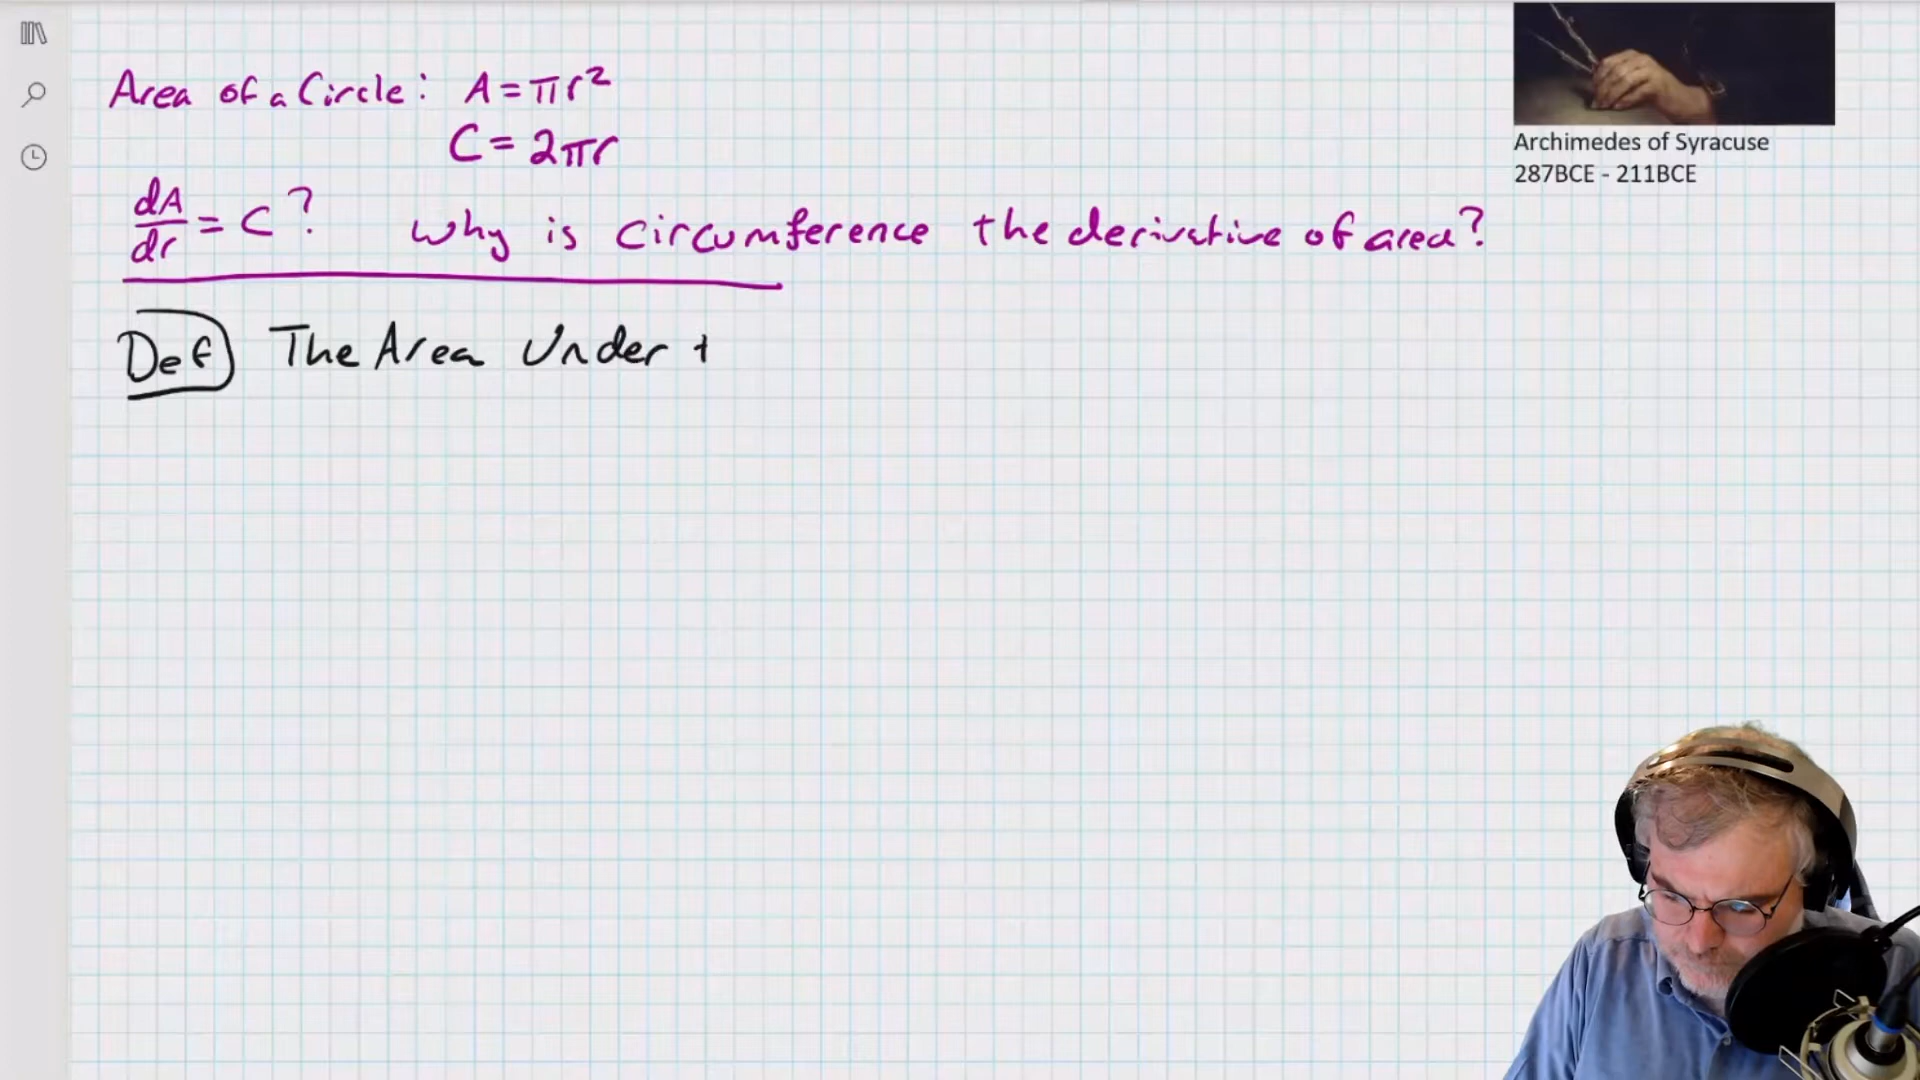 Area of a Circle: A = πr²
C = 2πr
dA/dr = C? why is circumference the derivative of area?
Def The Area Under t
Archimedes of Syracuse
287BCE - 211BCE